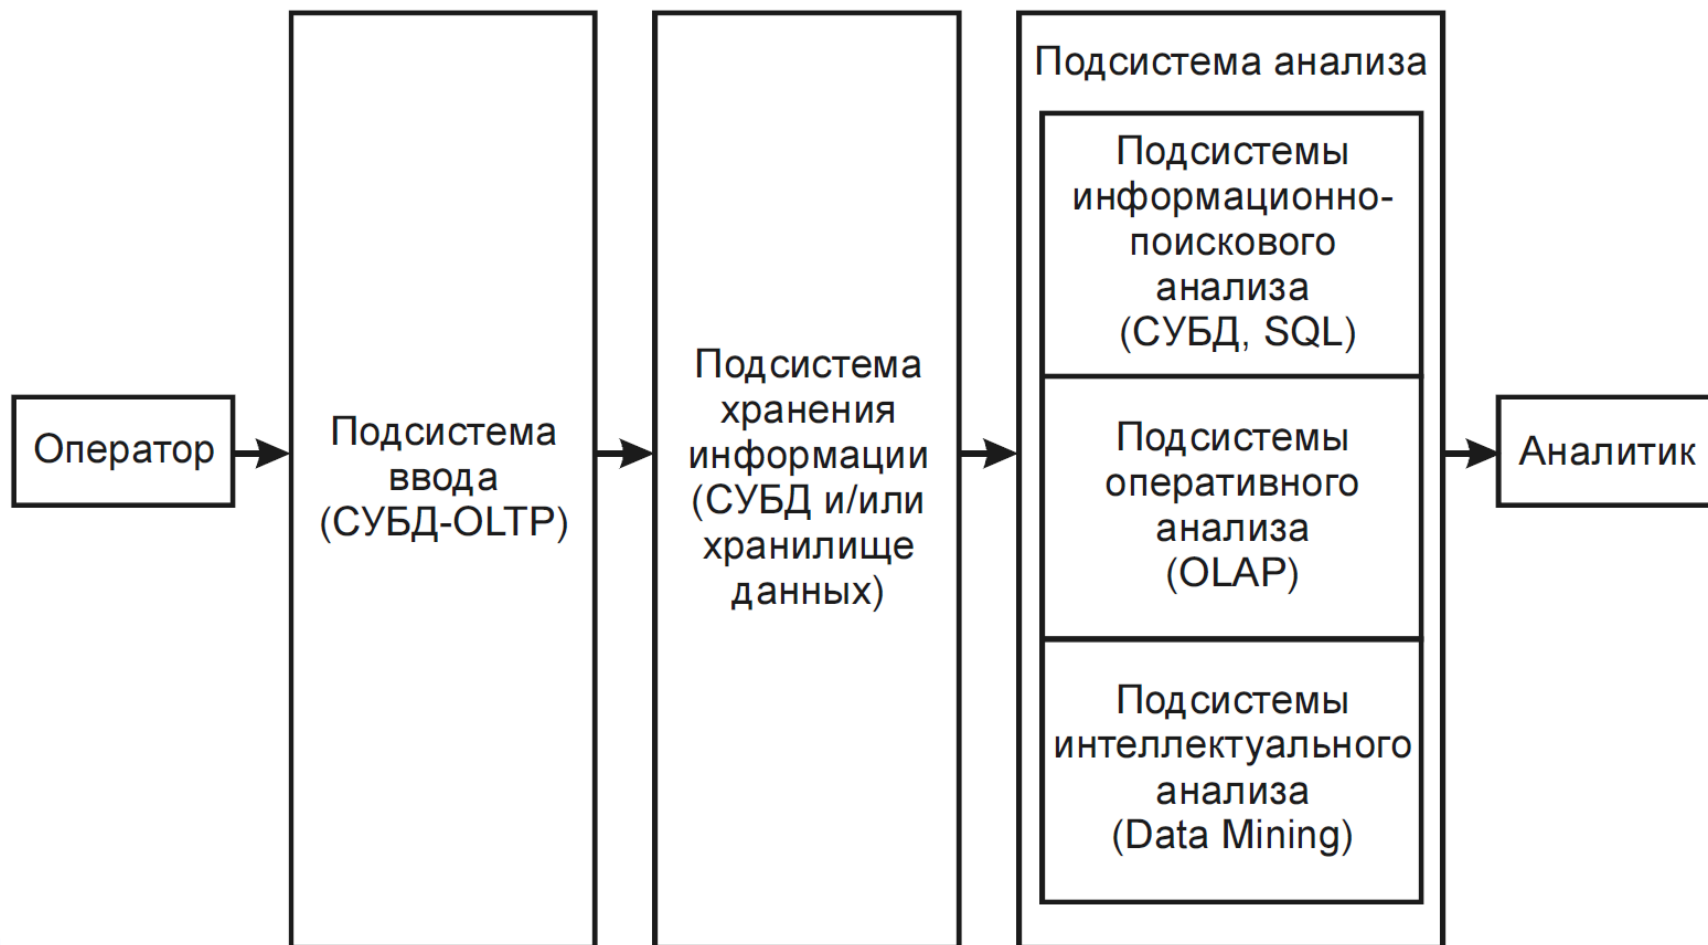 Оператор
Подсистема
ввода
(СУБД-OLTP)
Подсистема
хранения
информации
(СУБД и/или
хранилище
данных)
Подсистема анализа
Подсистемы
информационно-
поискового
анализа
(СУБД, SQL)
Подсистемы
оперативного
анализа
(OLAP)
Подсистемы
интеллектуального
анализа
(Data Mining)
Аналитик